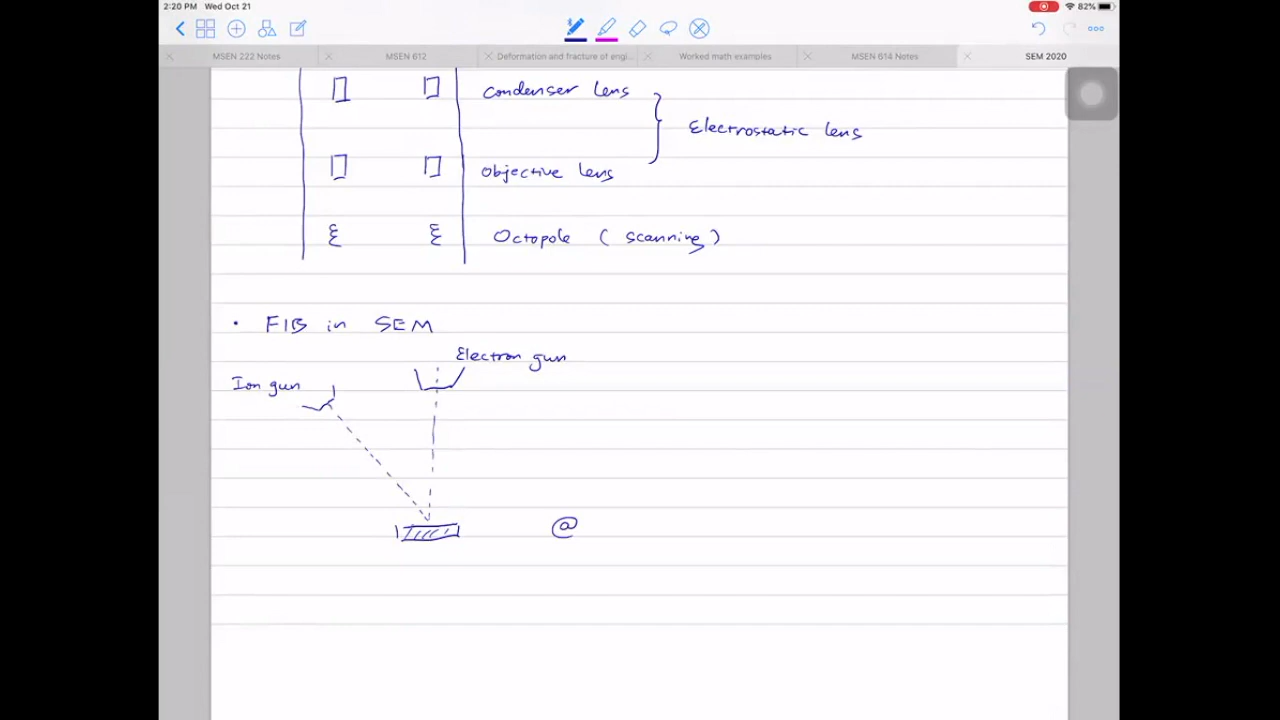 2:20 PM Wed Oct 21
82%
MSEN 222 Notes
MSEN 612
Deformation and fracture of engi...
Worked math examples
MSEN 614 Notes
SEM 2020
Condenser lens
Electrostatic lens
Objective lens
Octopole (scanning)
• FIB in SEM
Electron gun
Ion gun
@